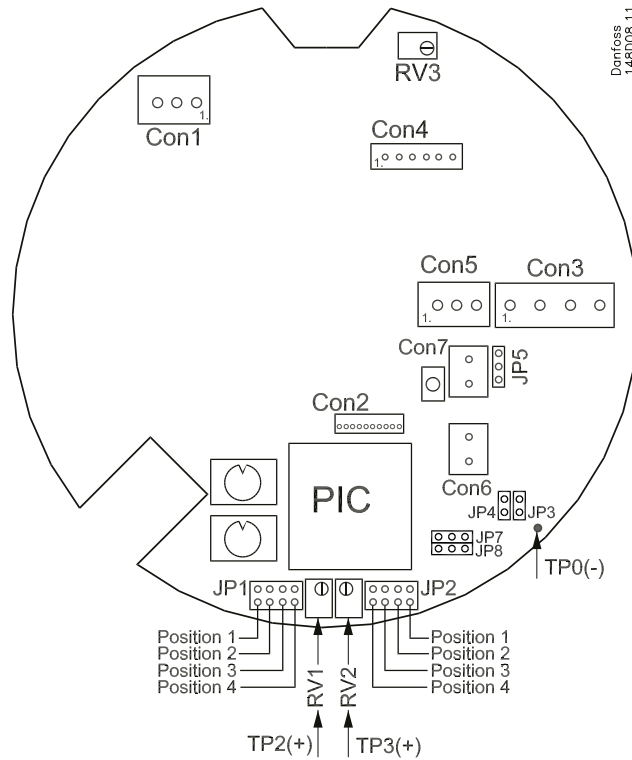 Danfoss
148D08_11
RV3
Con1
1.
Con4
1.
Con5
1.
Con3
1.
Con7
JP5
Con2
PIC
Con6
JP4
JP3
JP7
JP8
TP0(-)
JP1
JP2
Position 1
Position 2
Position 3
Position 4
RV1
RV2
Position 1
Position 2
Position 3
Position 4
TP2(+)
TP3(+)